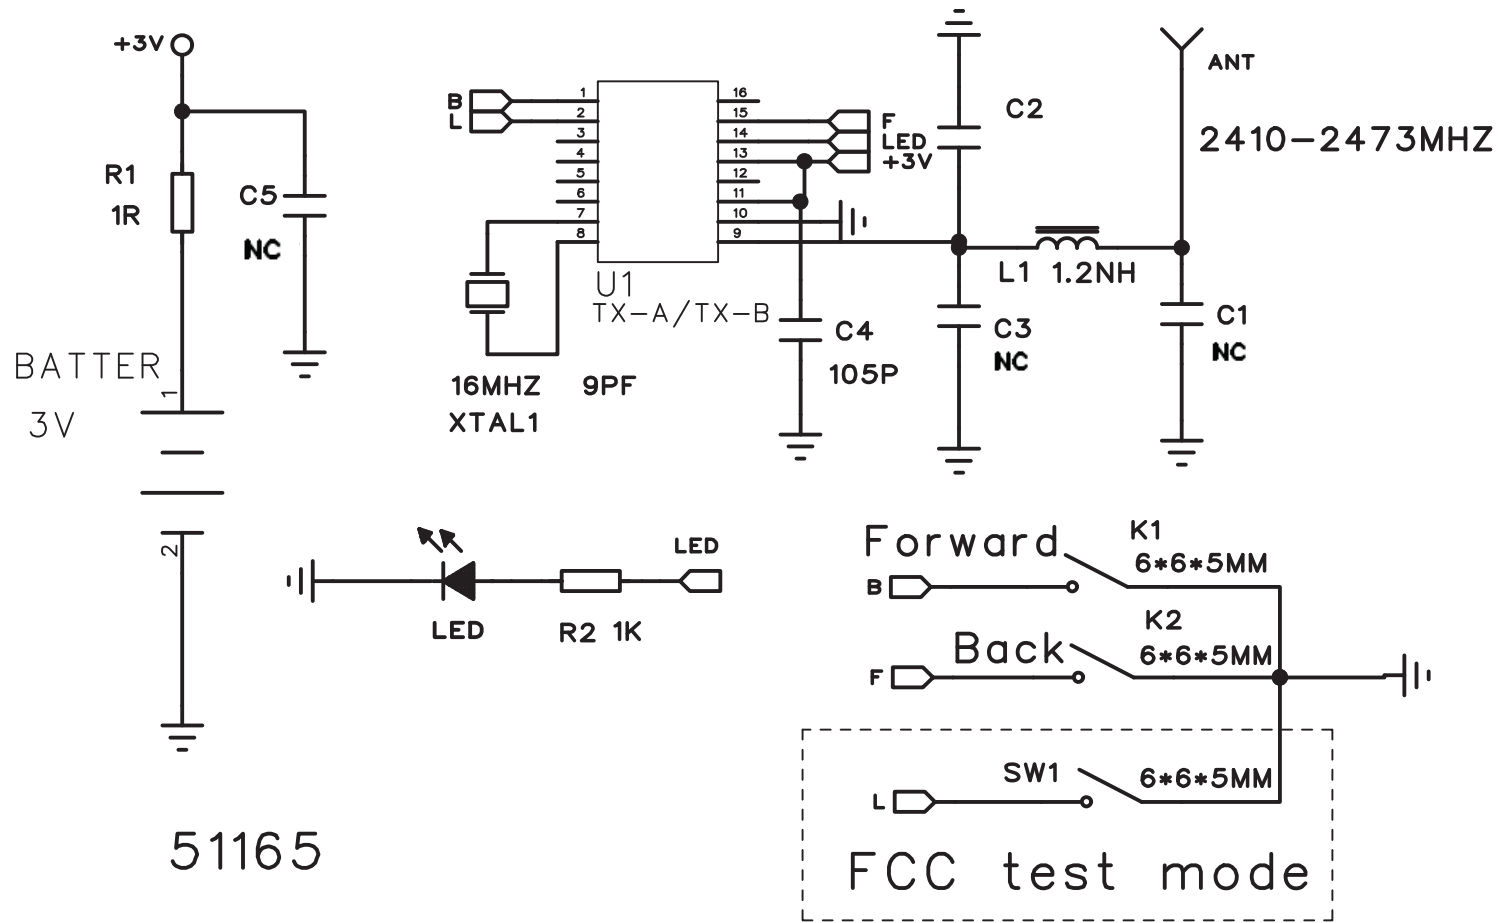 +3V
R1
1R
C5
NC
BATTER
3V
1
2
51165
B
L
1
2
3
4
5
6
7
8
16
15
14
13
12
11
10
9
F
LED
+3V
U1
TX-A/TX-B
16MHZ 9PF
XTAL1
C4
105P
C2
C3
NC
L1 1.2NH
ANT
2410-2473MHZ
C1
NC
LED
LED
R2 1K
Forward
K1
6*6*5MM
B
Back
K2
6*6*5MM
F
SW1
6*6*5MM
L
FCC test mode